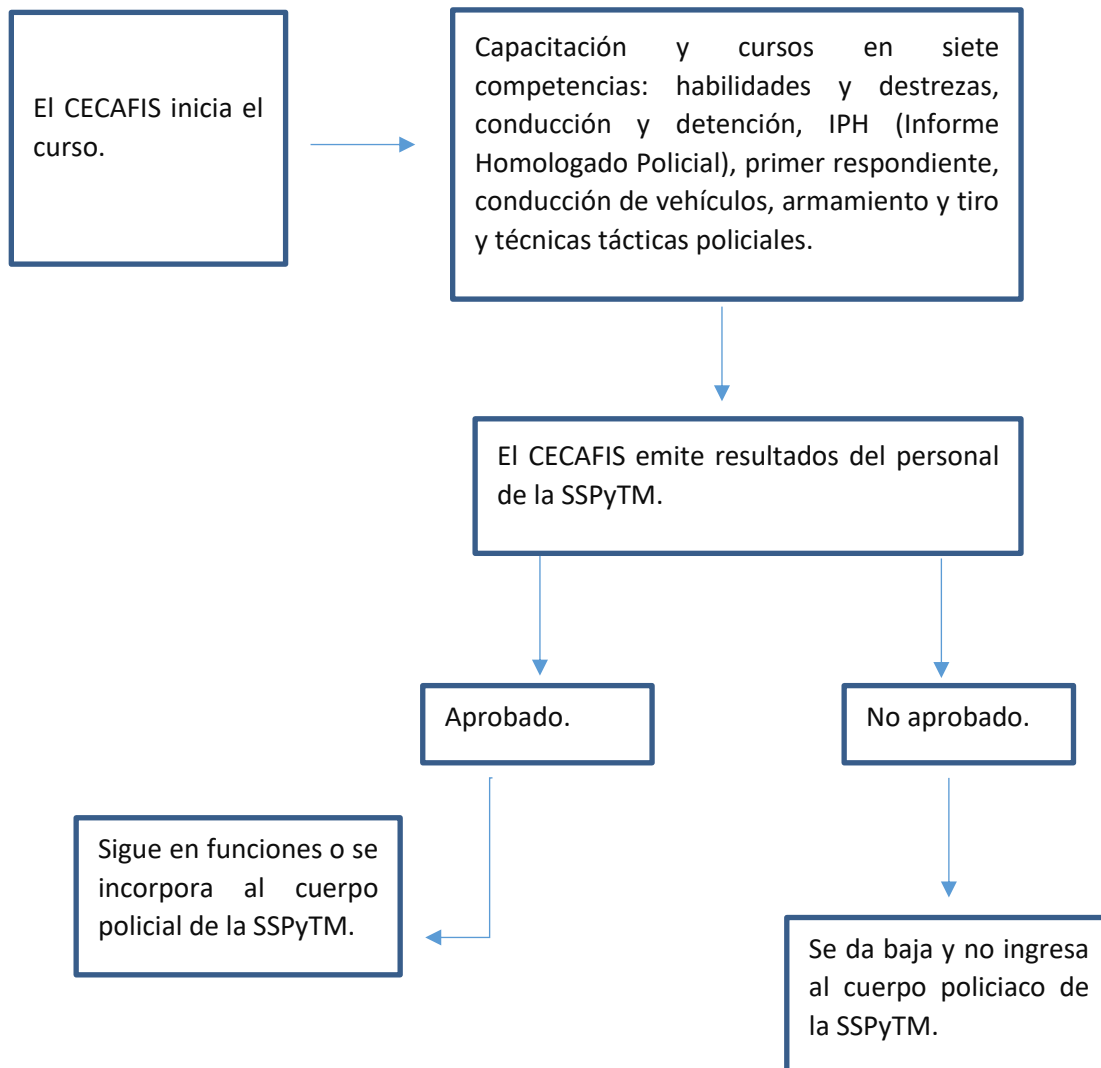 El CECAFIS inicia el
curso.
Capacitación y cursos en siete
competencias: habilidades y destrezas,
conducción y detención, IPH (Informe
Homologado Policial), primer respondiente,
conducción de vehículos, armamiento y tiro
y técnicas tácticas policiales.
El CECAFIS emite resultados del personal
de la SSPyTM.
Aprobado.
No aprobado.
Sigue en funciones o se
incorpora al cuerpo
policial de la SSPyTM.
Se da baja y no ingresa
al cuerpo policiaco de
la SSPyTM.